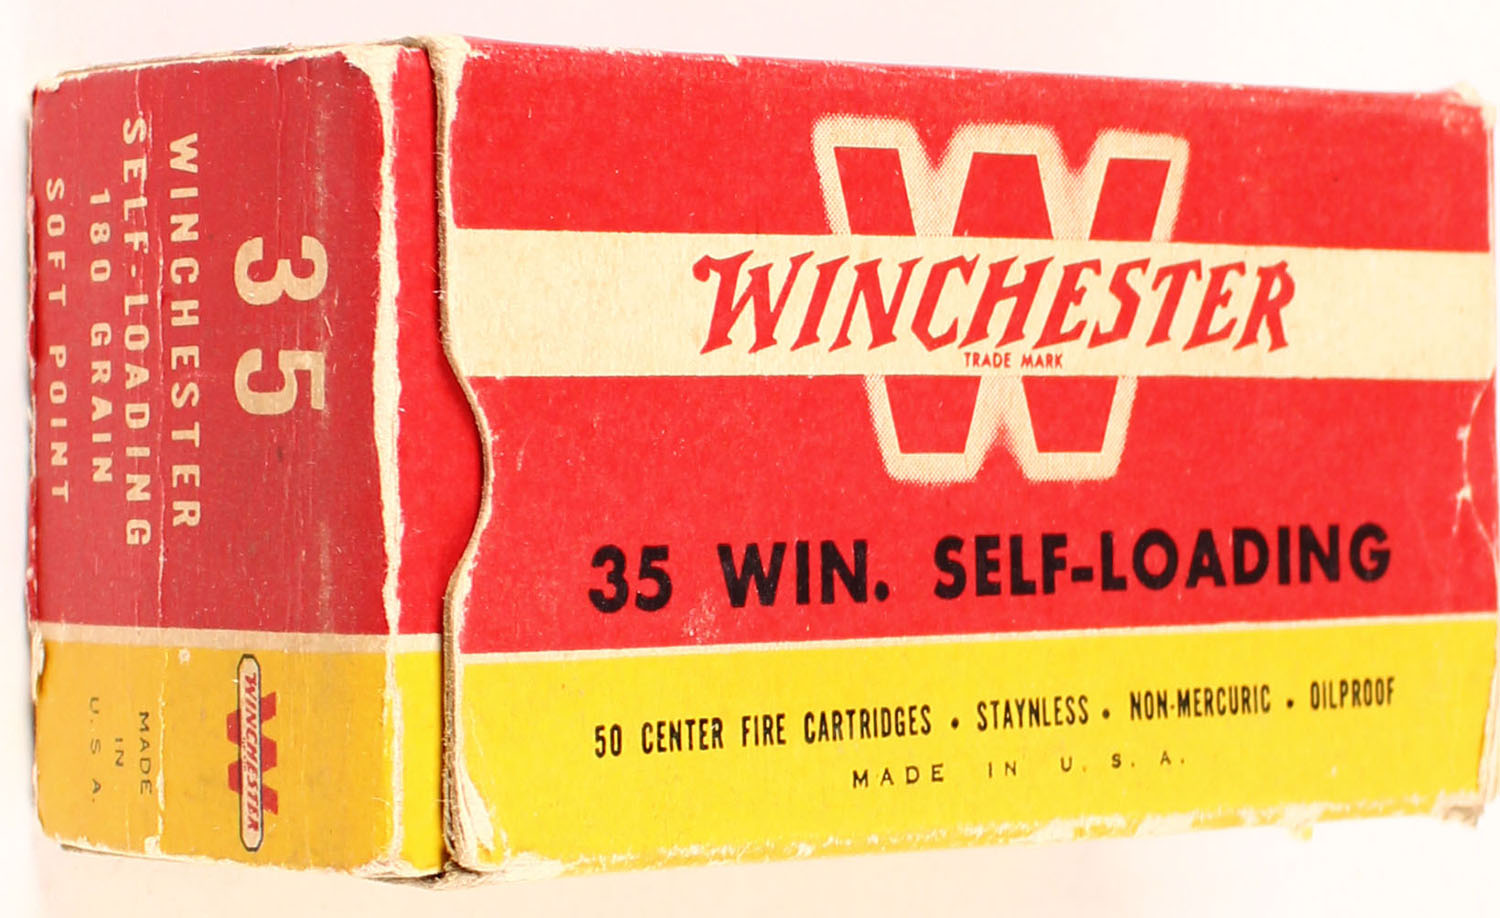 35
WINCHESTER
SELF-LOADING
180 GRAIN
SOFT POINT
MADE
IN
U.S.A.
W
WINCHESTER
W
WINCHESTER
TRADE MARK
35 WIN. SELF-LOADING
50 CENTER FIRE CARTRIDGES • STAYNLESS • NON-MERCURIC • OILPROOF
MADE IN U.S.A.